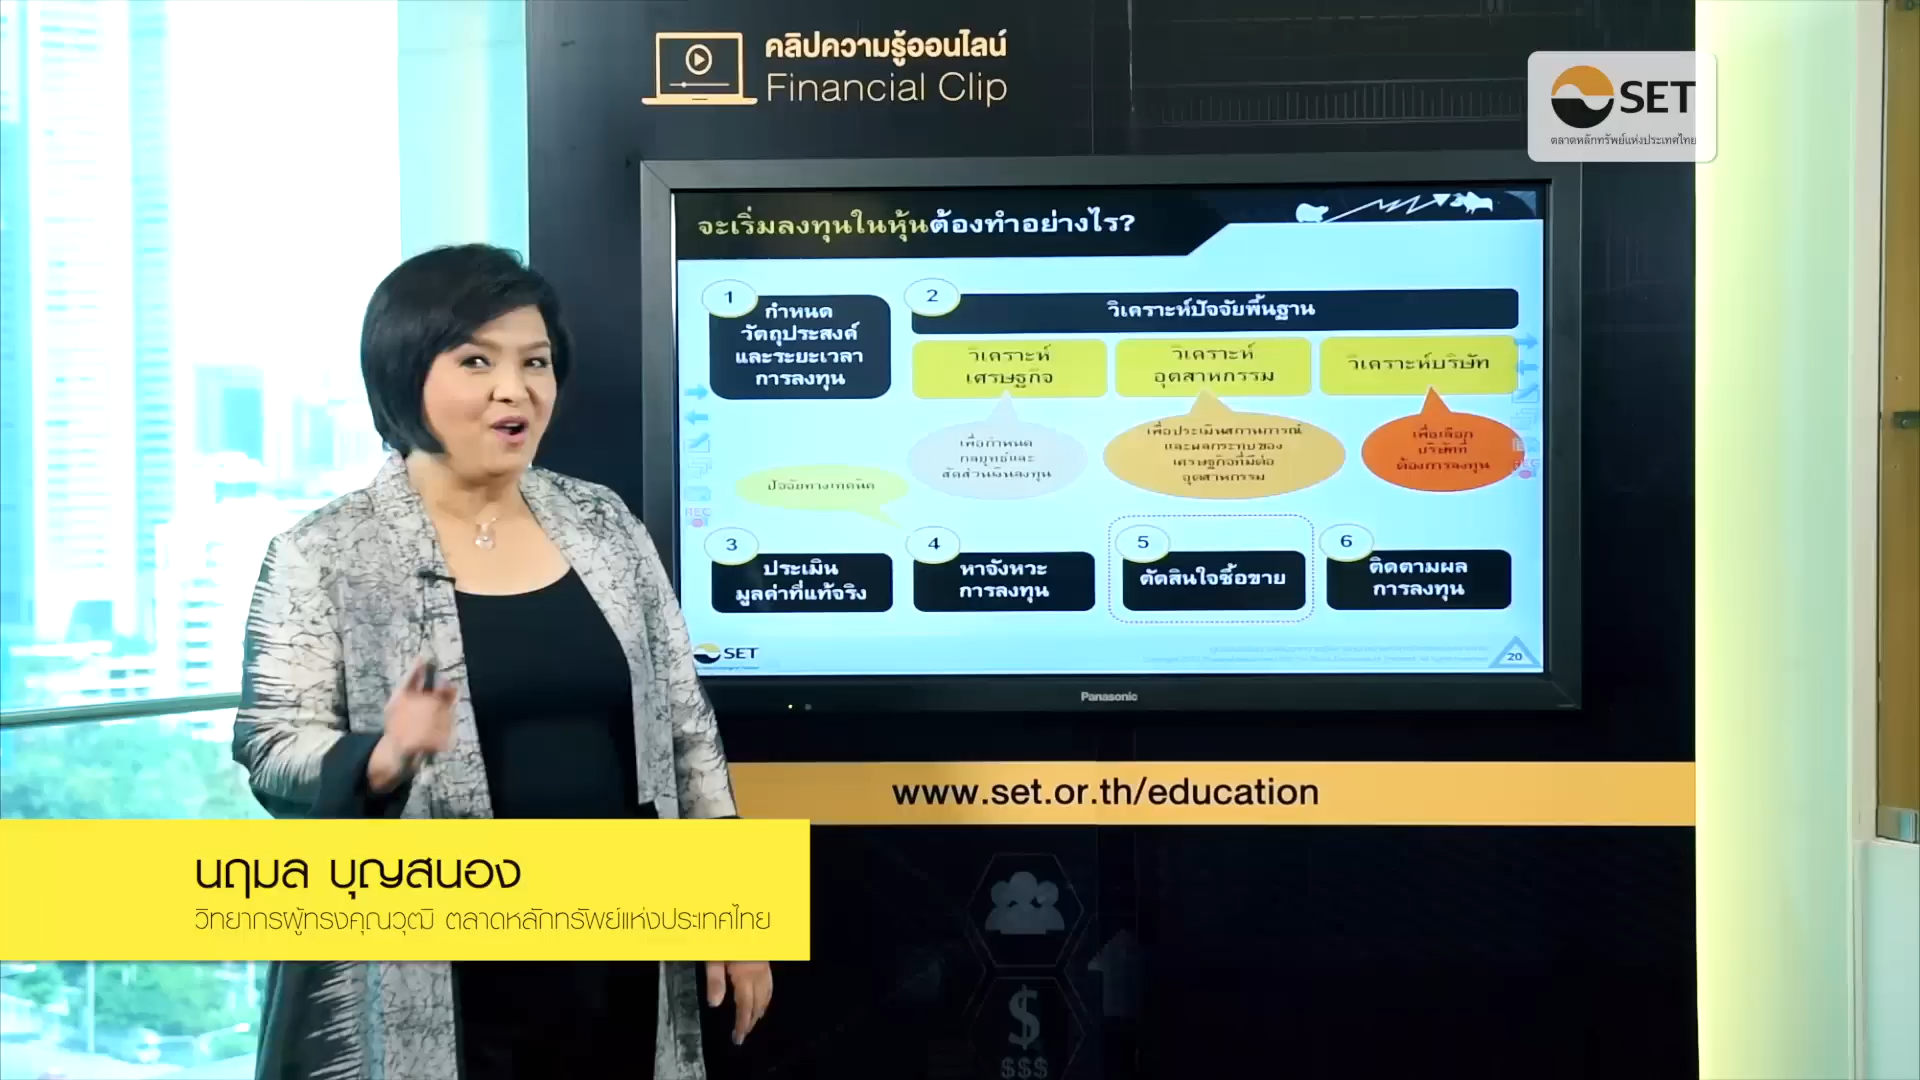 คลิปความรู้ออนไลน์
Financial Clip
SET
ตลาดหลักทรัพย์แห่งประเทศไทย
จะเริ่มลงทุนในหุ้นต้องทำอย่างไร?
1
กำหนด
วัตถุประสงค์
และระยะเวลา
การลงทุน
2
วิเคราะห์ปัจจัยพื้นฐาน
วิเคราะห์
เศรษฐกิจ
วิเคราะห์
อุตสาหกรรม
วิเคราะห์บริษัท
เพื่อกำหนด
กลยุทธ์และ
สัดส่วนเงินลงทุน
เพื่อประเมินสถานการณ์
และผลกระทบของ
เศรษฐกิจที่มีต่อ
อุตสาหกรรม
เพื่อเลือก
บริษัทที่
ต้องการลงทุน
ปัจจัยทางเทคนิค
3
ประเมิน
มูลค่าที่แท้จริง
4
หาจังหวะ
การลงทุน
5
ตัดสินใจซื้อขาย
6
ติดตามผล
การลงทุน
REC
REC
SET
20
Panasonic
www.set.or.th/education
นฤมล บุญสนอง
วิทยากรผู้ทรงคุณวุฒิ ตลาดหลักทรัพย์แห่งประเทศไทย
$
$$$